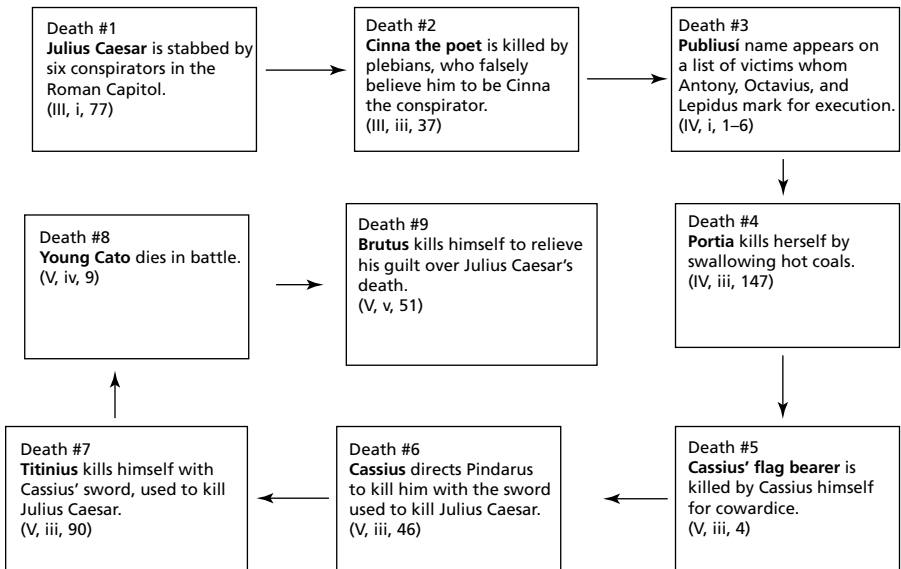 Death #1
Julius Caesar is stabbed by
six conspirators in the
Roman Capitol.
(III, i, 77)
Death #2
Cinna the poet is killed by
plebians, who falsely
believe him to be Cinna
the conspirator.
(III, iii, 37)
Death #3
Publiusí name appears on
a list of victims whom
Antony, Octavius, and
Lepidus mark for execution.
(IV, i, 1–6)
Death #4
Portia kills herself by
swallowing hot coals.
(IV, iii, 147)
Death #5
Cassius’ flag bearer is
killed by Cassius himself
for cowardice.
(V, iii, 4)
Death #6
Cassius directs Pindarus
to kill him with the sword
used to kill Julius Caesar.
(V, iii, 46)
Death #7
Titinius kills himself with
Cassius’ sword, used to kill
Julius Caesar.
(V, iii, 90)
Death #8
Young Cato dies in battle.
(V, iv, 9)
Death #9
Brutus kills himself to relieve
his guilt over Julius Caesar’s
death.
(V, v, 51)